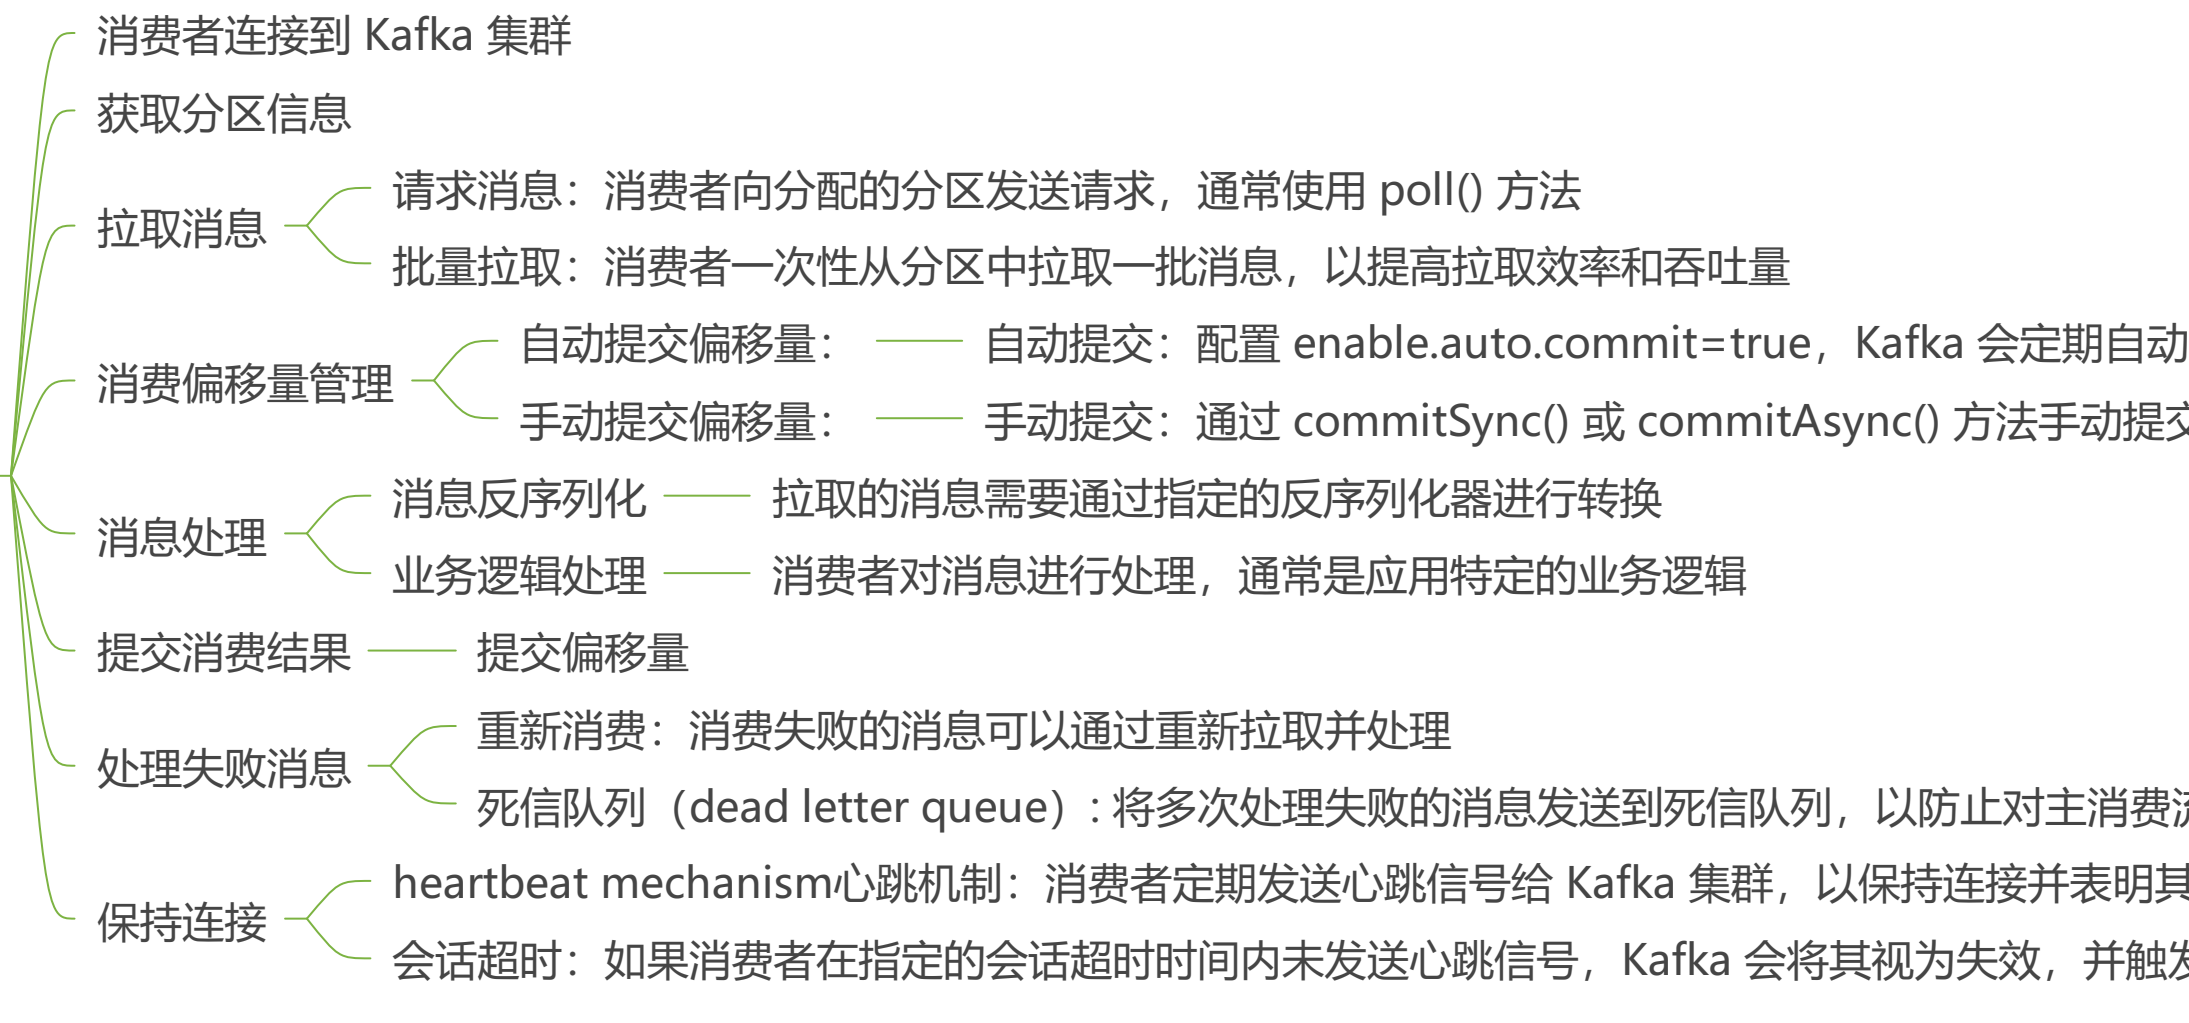 消费者连接到 Kafka 集群
获取分区信息
拉取消息
请求消息：消费者向分配的分区发送请求，通常使用 poll() 方法
批量拉取：消费者一次性从分区中拉取一批消息，以提高拉取效率和吞吐量
消费偏移量管理
自动提交偏移量： 自动提交：配置 enable.auto.commit=true，Kafka 会定期自动
手动提交偏移量： 手动提交：通过 commitSync() 或 commitAsync() 方法手动提交
消息处理
消息反序列化 拉取的消息需要通过指定的反序列化器进行转换
业务逻辑处理 消费者对消息进行处理，通常是应用特定的业务逻辑
提交消费结果 提交偏移量
处理失败消息
重新消费：消费失败的消息可以通过重新拉取并处理
死信队列（dead letter queue）: 将多次处理失败的消息发送到死信队列，以防止对主消费流
保持连接
heartbeat mechanism心跳机制：消费者定期发送心跳信号给 Kafka 集群，以保持连接并表明其
会话超时：如果消费者在指定的会话超时时间内未发送心跳信号，Kafka 会将其视为失效，并触发